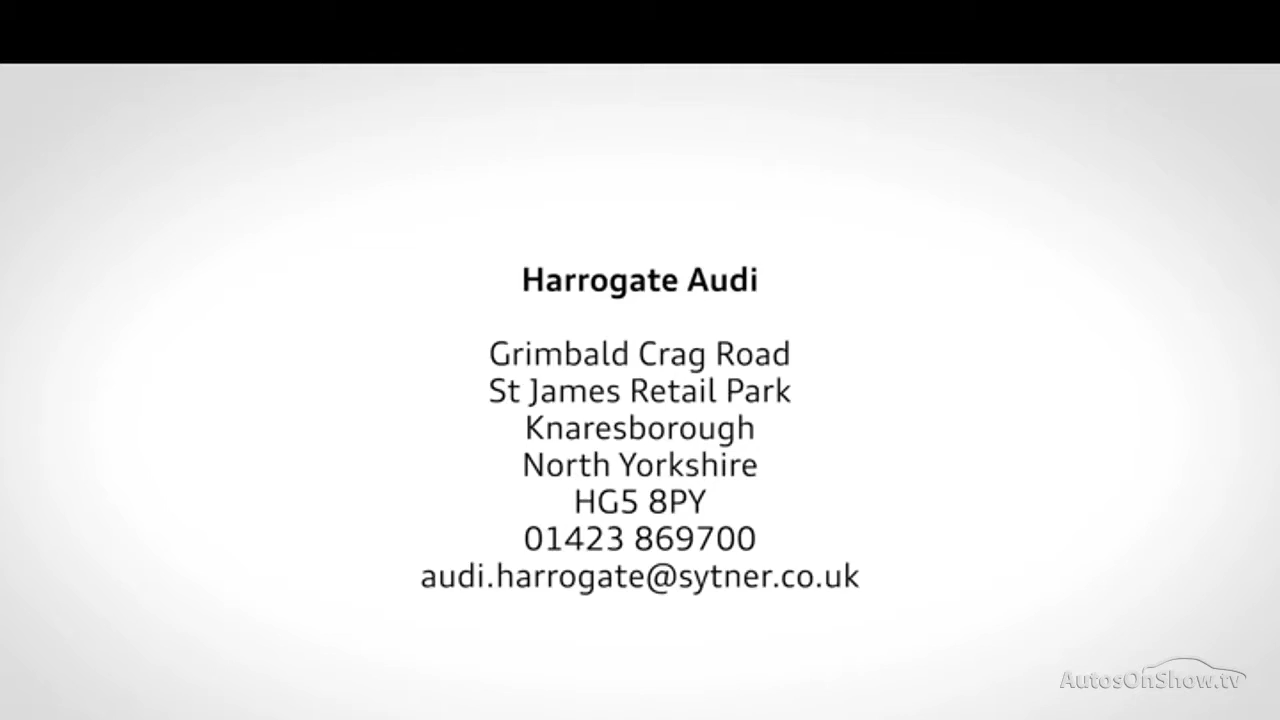 Harrogate Audi
Grimbald Crag Road
St James Retail Park
Knaresborough
North Yorkshire
HG5 8PY
01423 869700
audi.harrogate@sytner.co.uk
AutosOnShow.tv